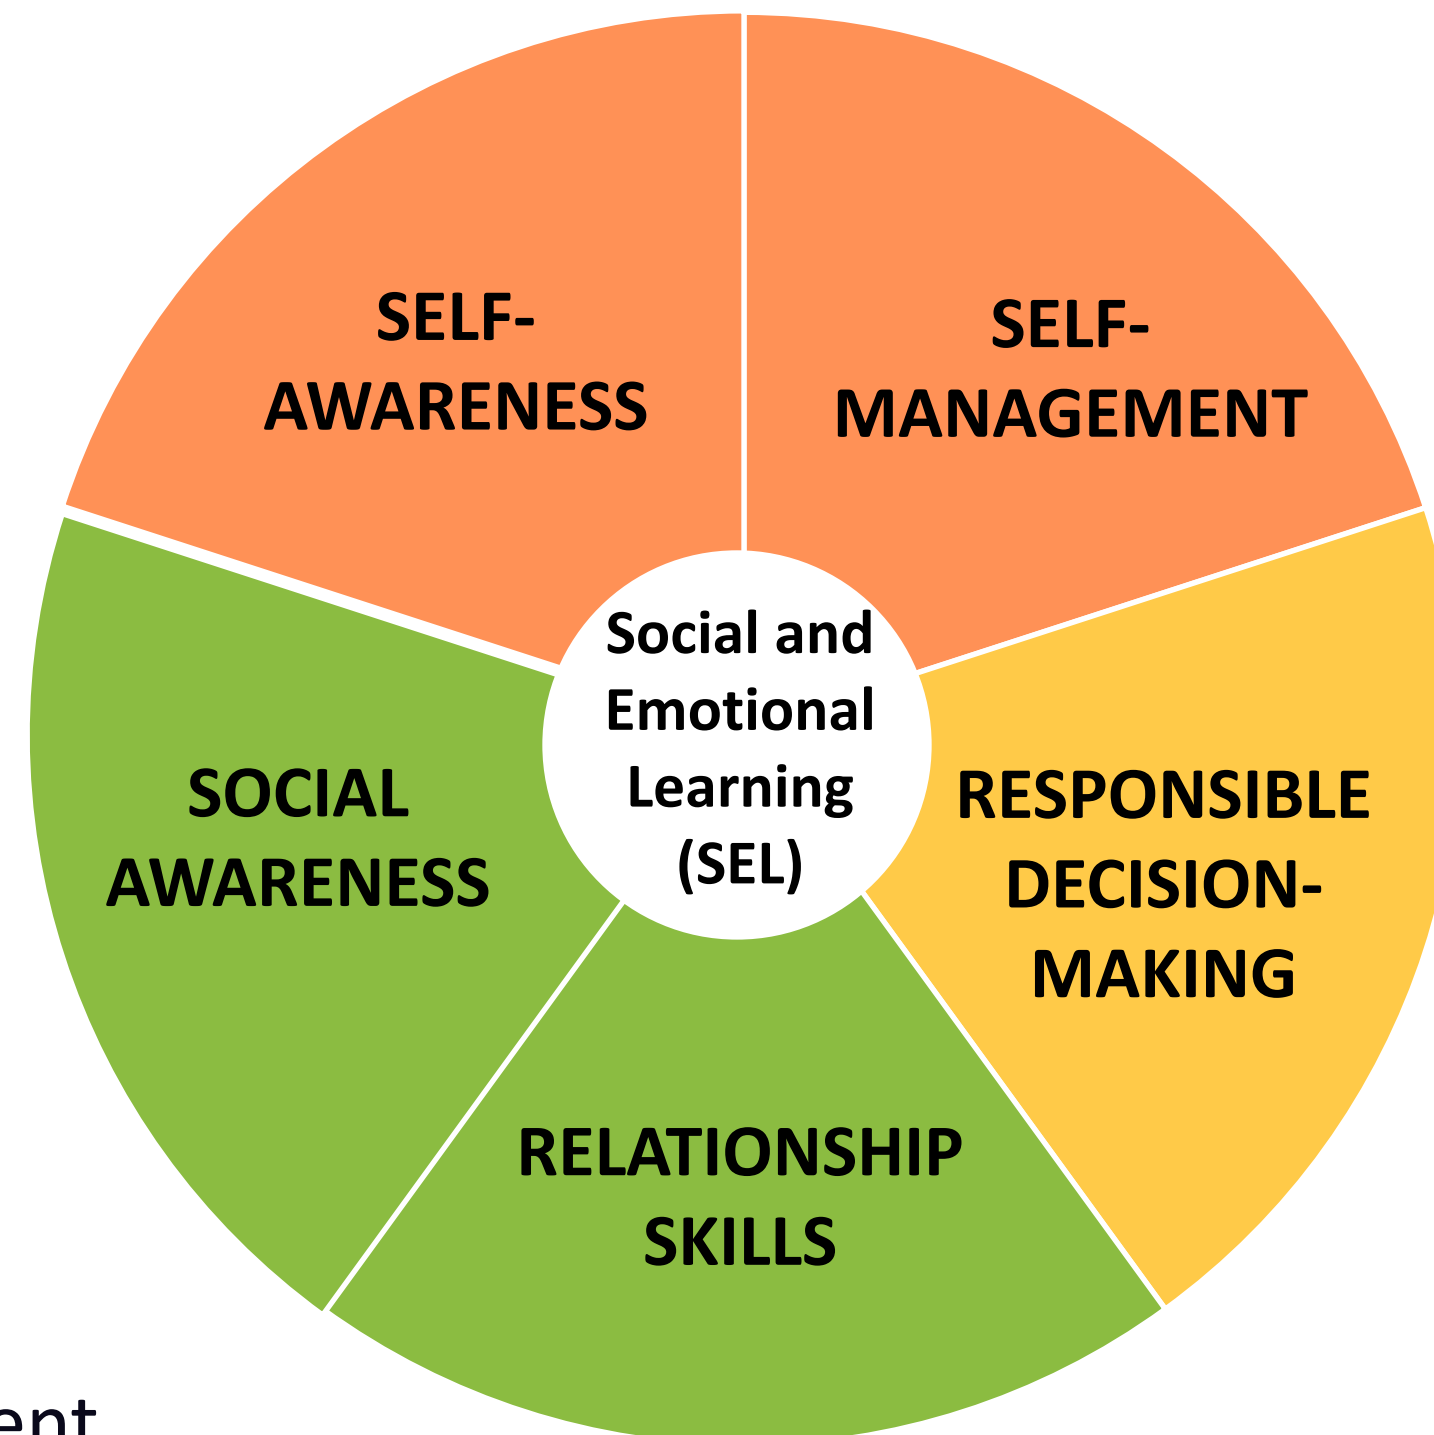 SELF-
AWARENESS
SELF-
MANAGEMENT
Social and
Emotional
Learning
(SEL)
SOCIAL
AWARENESS
RESPONSIBLE
DECISION-
MAKING
RELATIONSHIP
SKILLS